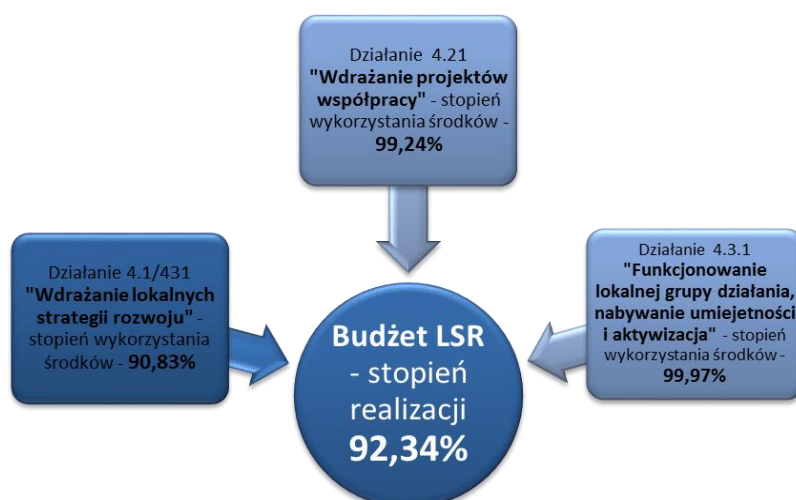 Działanie 4.21
"Wdrażanie projektów
współpracy" - stopień
wykorzystania środków -
99,24%
Działanie 4.1/431
"Wdrażanie lokalnych
strategii rozwoju" -
stopień wykorzystania
środków - 90,83%
Działanie 4.3.1
"Funkcjonowanie
lokalnej grupy działania,
nabywanie umiejetności
i aktywizacja" - stopień
wykorzystania środków -
99,97%
Budżet LSR
- stopień
realizacji
92,34%